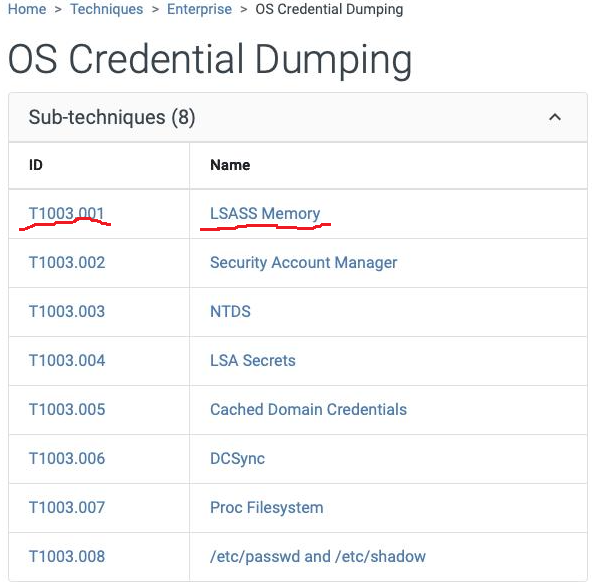 Home > Techniques > Enterprise > OS Credential Dumping
OS Credential Dumping
Sub-techniques (8)
ID Name
T1003.001 LSASS Memory
T1003.002 Security Account Manager
T1003.003 NTDS
T1003.004 LSA Secrets
T1003.005 Cached Domain Credentials
T1003.006 DCSync
T1003.007 Proc Filesystem
T1003.008 /etc/passwd and /etc/shadow